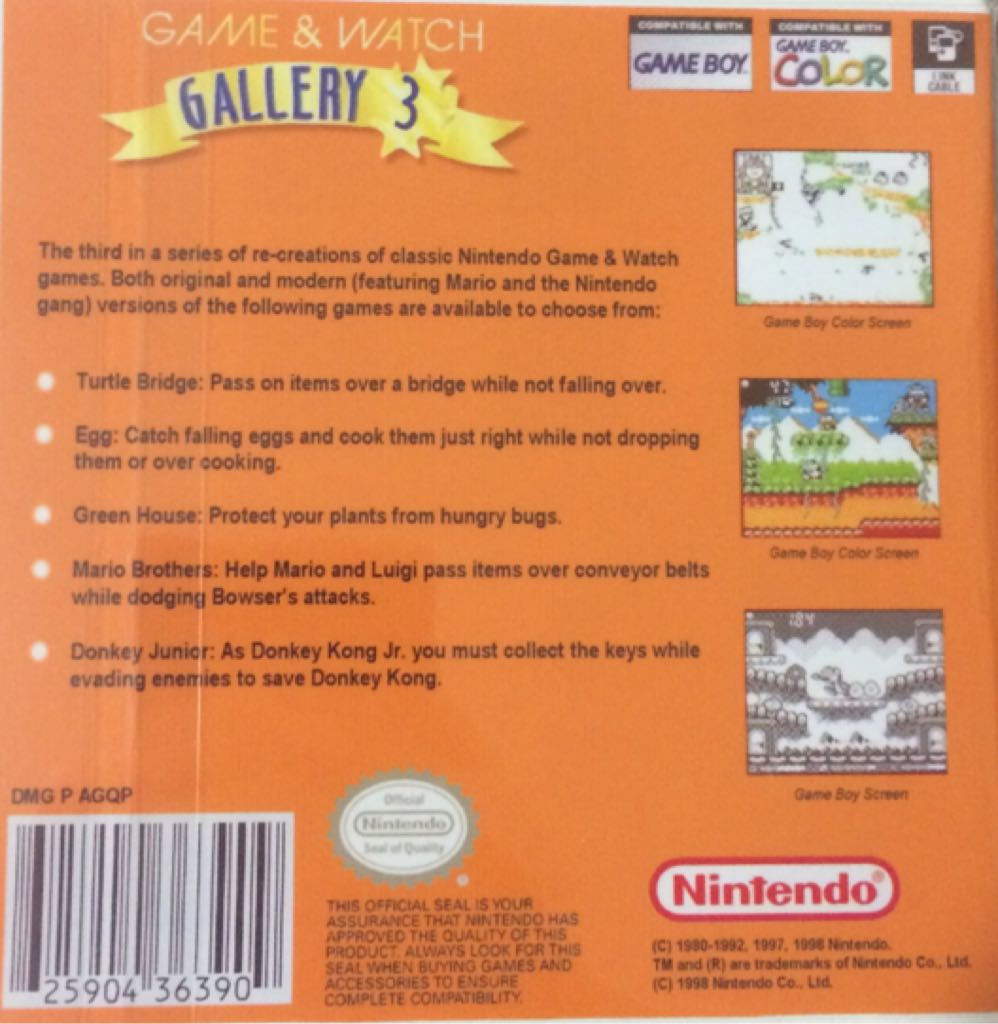 GAME & WATCH
GALLERY 3
COMPATIBLE WITH
GAME BOY
COMPATIBLE WITH
GAME BOY
COLOR
LINK
CABLE
The third in a series of re-creations of classic Nintendo Game & Watch
games. Both original and modern (featuring Mario and the Nintendo
gang) versions of the following games are available to choose from:
Turtle Bridge: Pass on items over a bridge while not falling over.
Egg: Catch falling eggs and cook them just right while not dropping
them or over cooking.
Green House: Protect your plants from hungry bugs.
Mario Brothers: Help Mario and Luigi pass items over conveyor belts
while dodging Bowser's attacks.
Donkey Junior: As Donkey Kong Jr. you must collect the keys while
evading enemies to save Donkey Kong.
Game Boy Color Screen
Game Boy Color Screen
184
Game Boy Screen
DMG P AGQP
25904 36390
Official
Nintendo
Seal of Quality
THIS OFFICIAL SEAL IS YOUR
ASSURANCE THAT NINTENDO HAS
APPROVED THE QUALITY OF THIS
PRODUCT. ALWAYS LOOK FOR THIS
SEAL WHEN BUYING GAMES AND
ACCESSORIES TO ENSURE
COMPLETE COMPATIBILITY.
Nintendo®
(C) 1980-1992, 1997, 1998 Nintendo.
TM and (R) are trademarks of Nintendo Co., Ltd.
(C) 1998 Nintendo Co., Ltd.